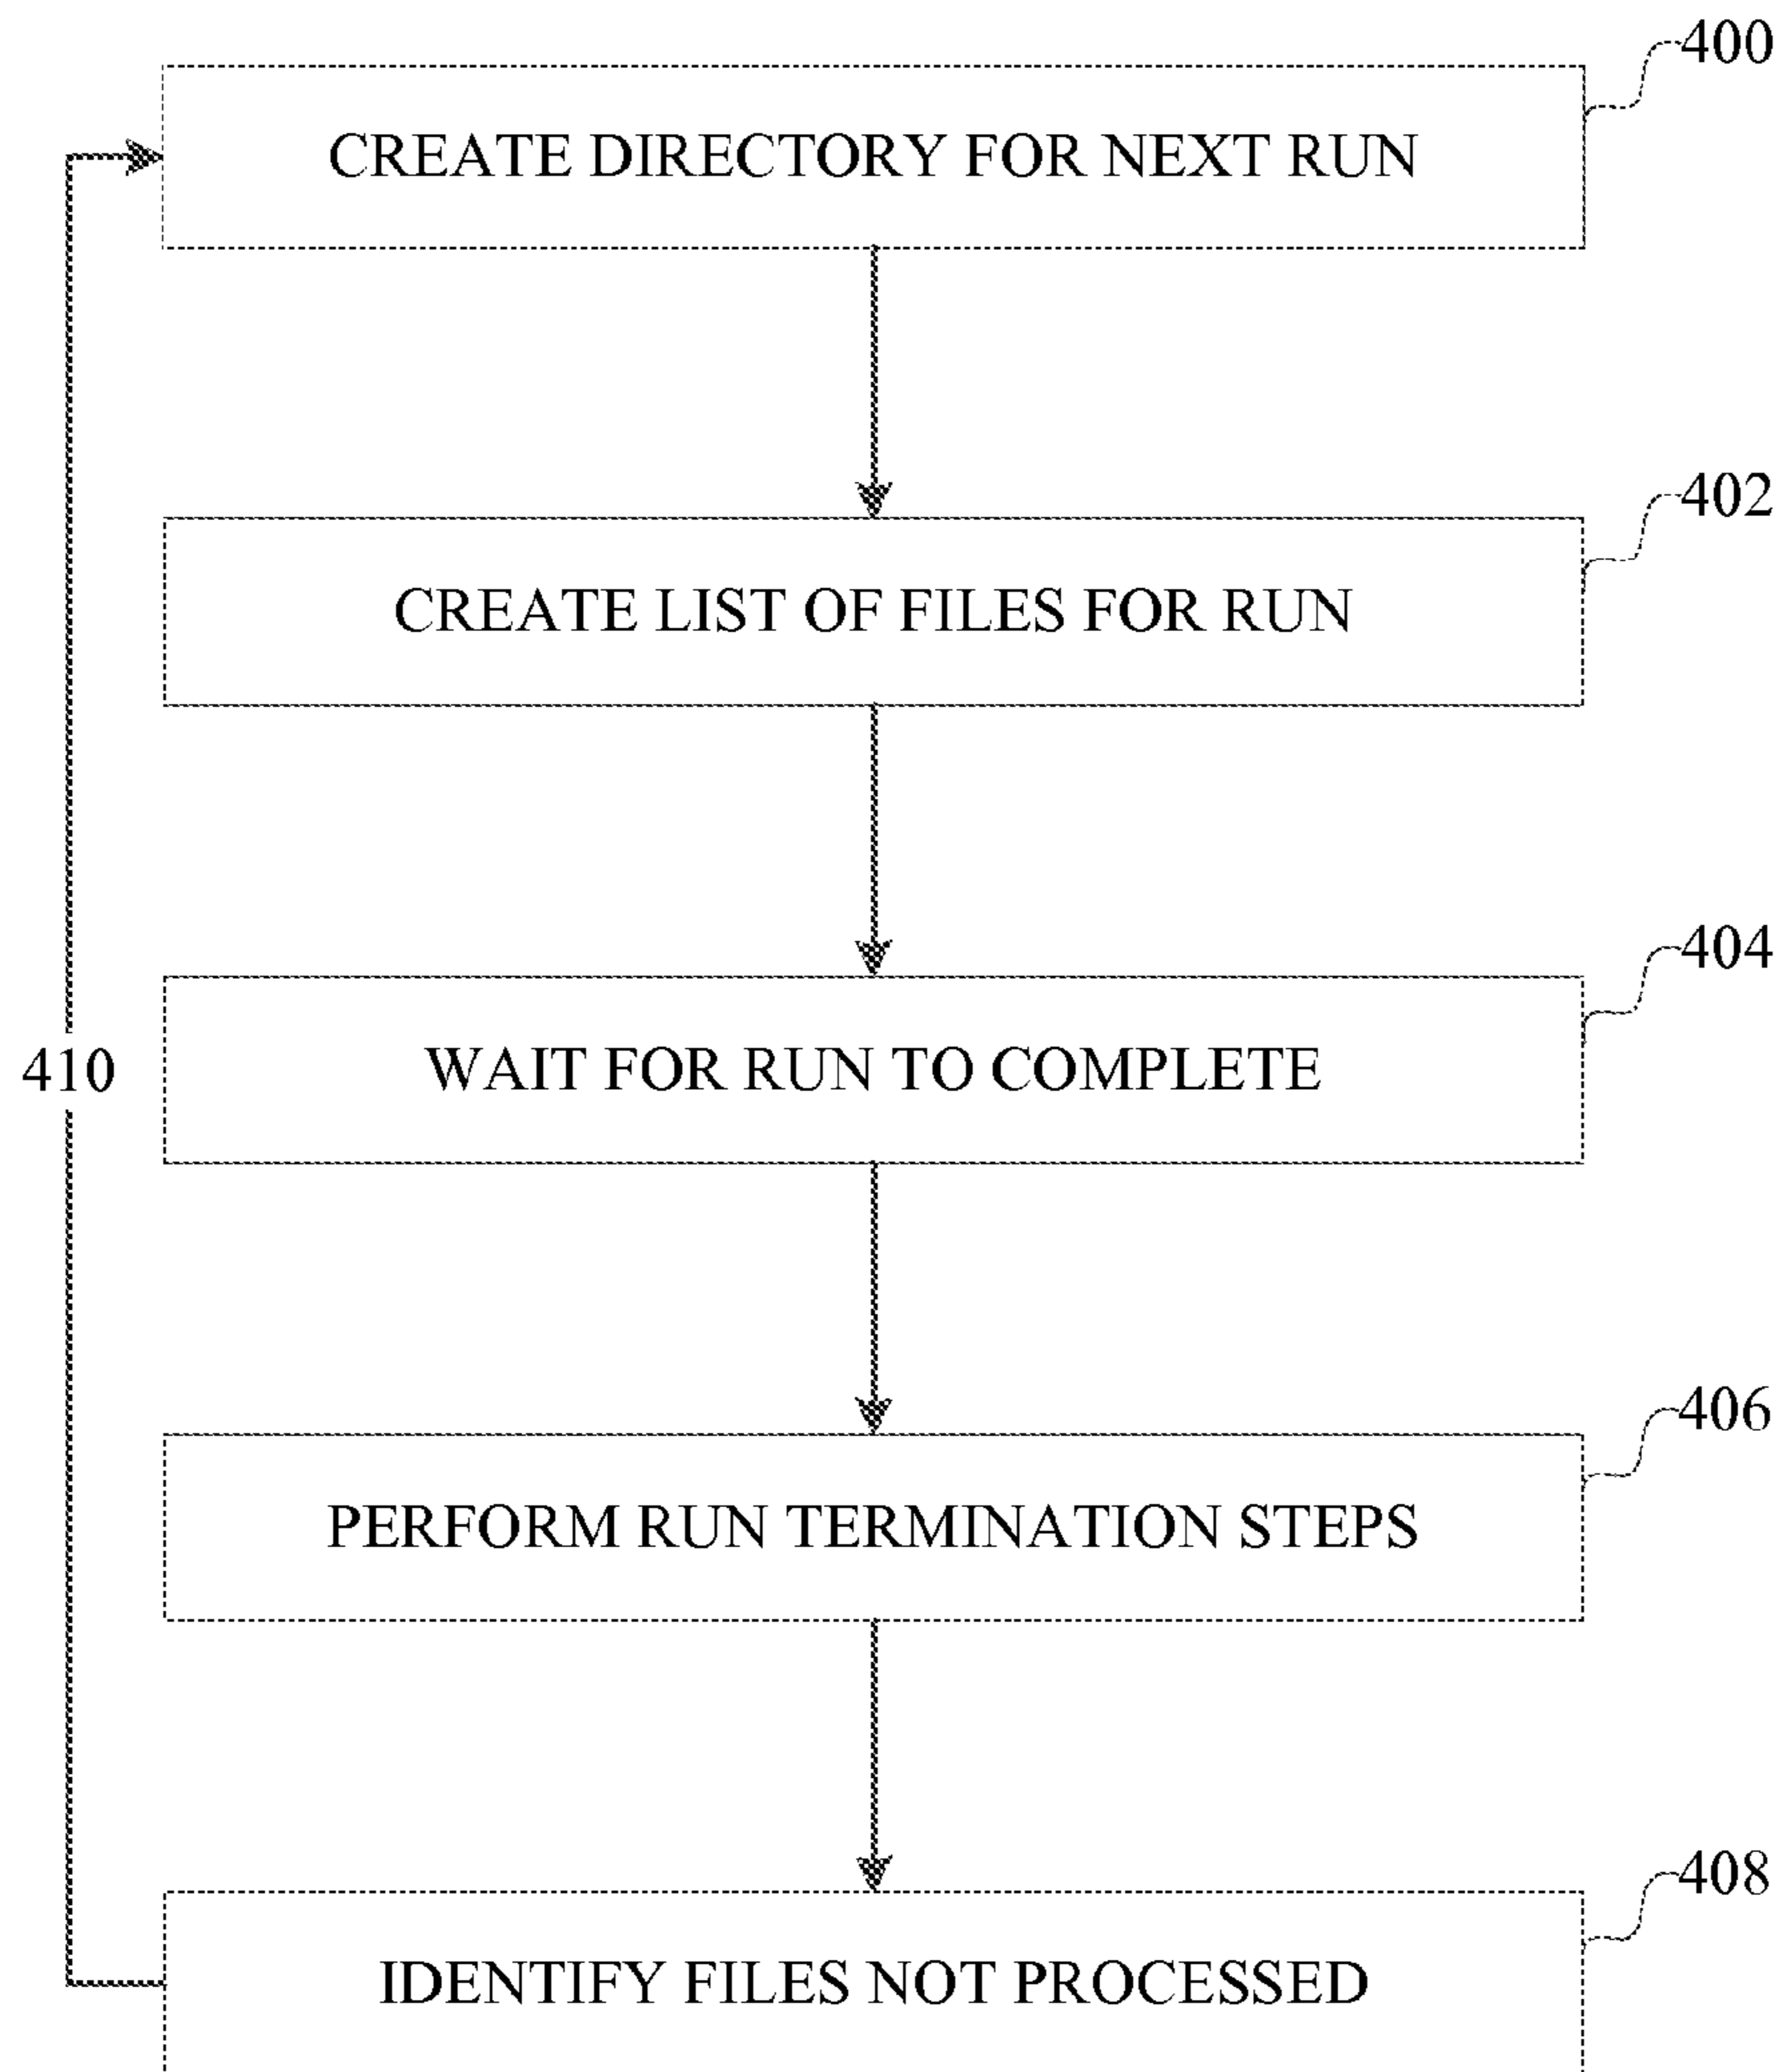 400
CREATE DIRECTORY FOR NEXT RUN
402
CREATE LIST OF FILES FOR RUN
404
410
WAIT FOR RUN TO COMPLETE
406
PERFORM RUN TERMINATION STEPS
408
IDENTIFY FILES NOT PROCESSED